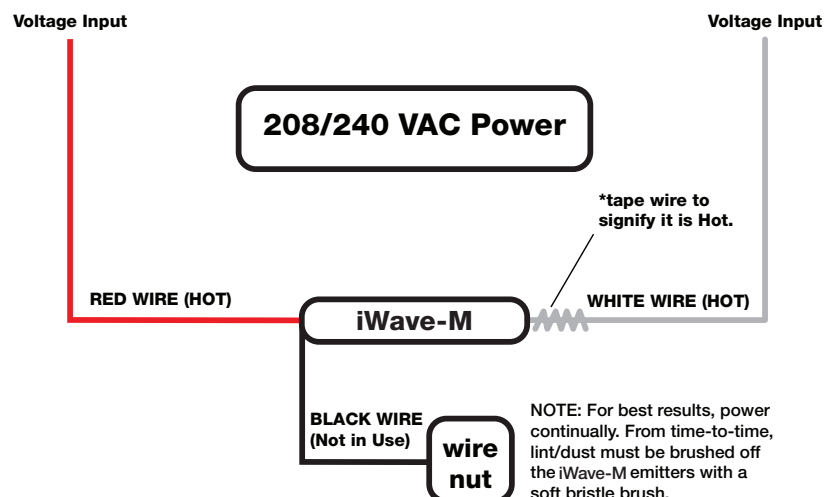 Voltage Input
Voltage Input
208/240 VAC Power
*tape wire to
signify it is Hot.
RED WIRE (HOT)
WHITE WIRE (HOT)
iWave-M
BLACK WIRE
(Not in Use)
wire
nut
NOTE: For best results, power
continually. From time-to-time,
lint/dust must be brushed off
the iWave-M emitters with a
soft bristle brush.